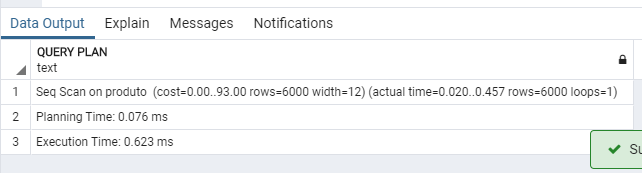 Data Output Explain Messages Notifications
QUERY PLAN
text
1 Seq Scan on produto (cost=0.00..93.00 rows=6000 width=12) (actual time=0.020..0.457 rows=6000 loops=1)
2 Planning Time: 0.076 ms
3 Execution Time: 0.623 ms